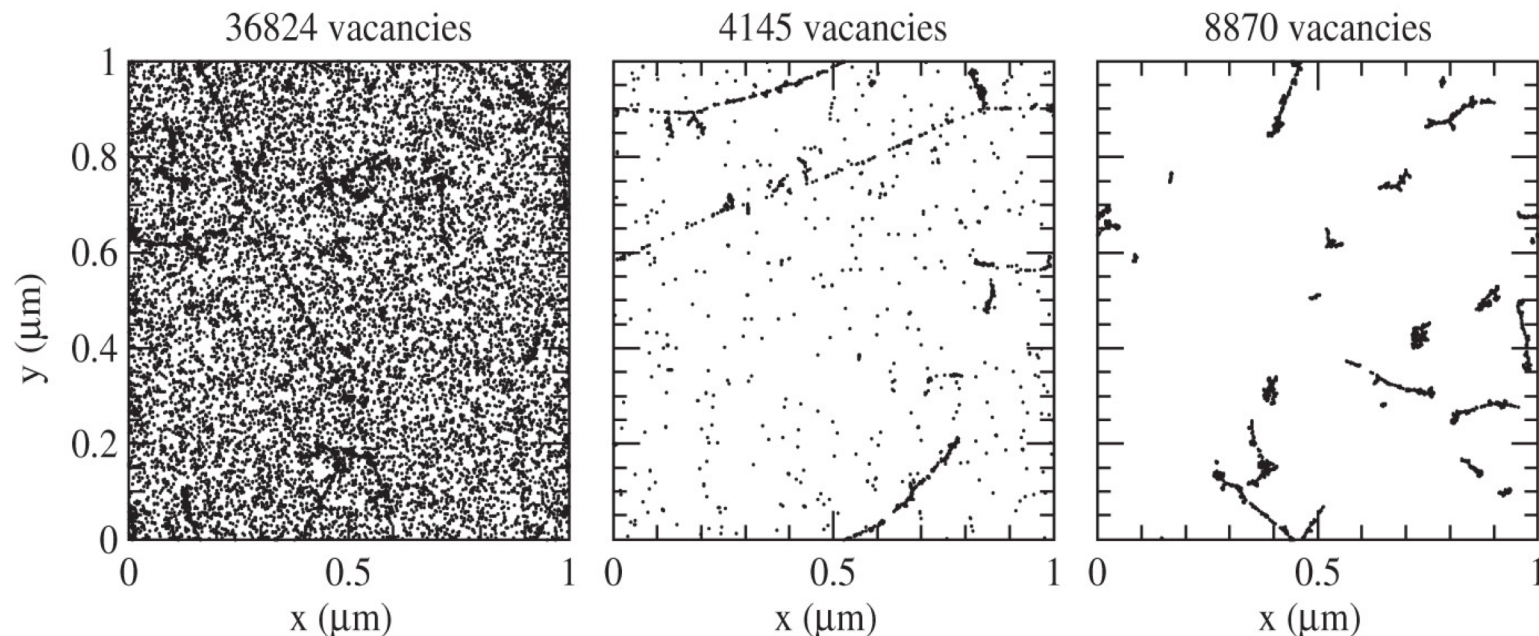 36824 vacancies 4145 vacancies 8870 vacancies
1
0.8
0.6
0.4
0.2
0
y (μm)
0 0.5 1 0 0.5 1 0 0.5 1
x (μm) x (μm) x (μm)